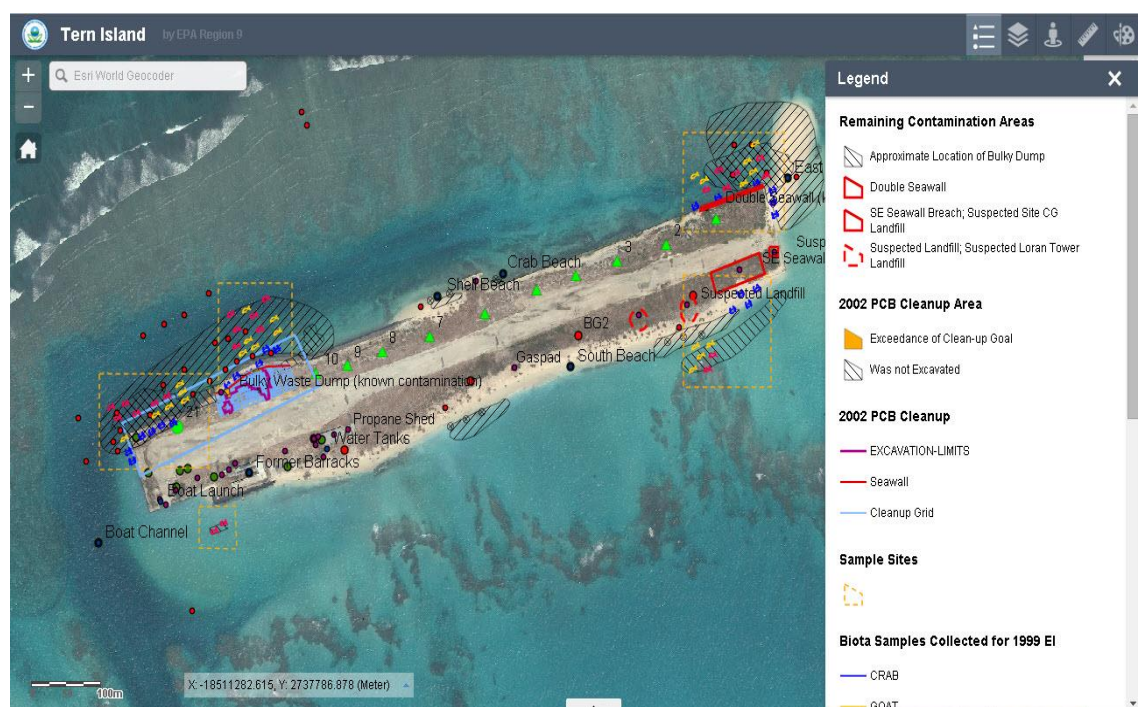 Tern Island
by EPA Region 9
Esri World Geocoder
Legend
Remaining Contamination Areas
Approximate Location of Bulky Dump
Double Seawall
SE Seawall Breach; Suspected Site CG
Landfill
Suspected Landfill; Suspected Loran Tower
Landfill
2002 PCB Cleanup Area
Exceedance of Clean-up Goal
Was not Excavated
2002 PCB Cleanup
EXCAVATION-LIMITS
Seawall
Cleanup Grid
Sample Sites
Biota Samples Collected for 1999 EI
CRAB
GOAT
East
Double Seawall (k
2
3
Susp
SE Seawal
Crab Beach
Shell Beach
Suspected Landfill
7
BG2
8
9
10
Gaspad
South Beach
Bulky Waste Dump (known contamination)
21
Propane Shed
Water Tanks
Former Barracks
Boat Launch
Boat Channel
100m
X: -18511282.615, Y: 2737786.878 (Meter)